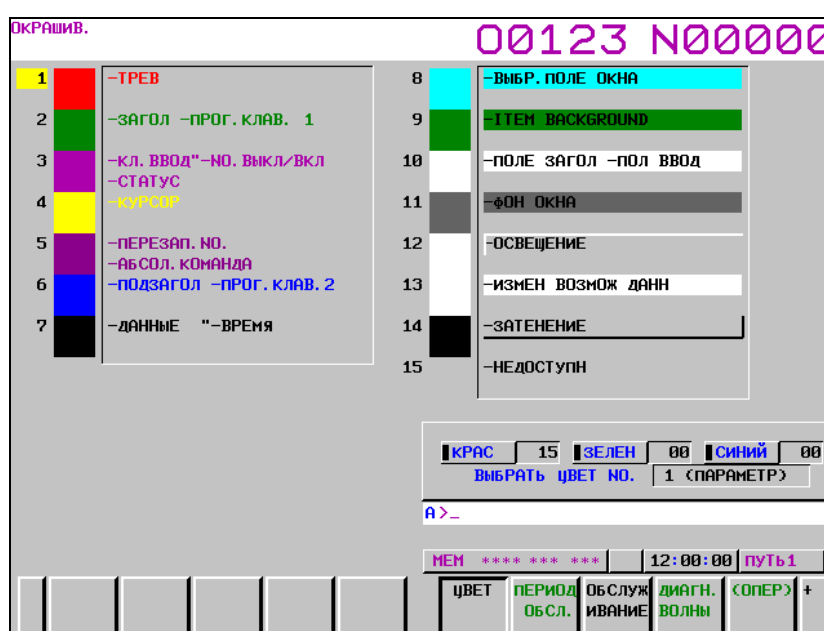 ОКРАШИВ.
O0123 N00000
1 -ТРЕВ
2 -ЗАГОЛ -ПРОГ.КЛАВ. 1
3 -КЛ.ВВОД"-NO.ВЫКЛ/ВКЛ
-СТАТУС
4 -КУРСОР
5 -ПЕРЕЗАП.NO.
-АБСОЛ.КОМАНДА
6 -ПОДЗАГОЛ -ПРОГ.КЛАВ.2
7 -ДАННЫЕ "-ВРЕМЯ
8 -ВЫБР.ПОЛЕ ОКНА
9 -ITEM BACKGROUND
10 -ПОЛЕ ЗАГОЛ -ПОЛ ВВОД
11 -ФОН ОКНА
12 -ОСВЕЩЕНИЕ
13 -ИЗМЕН ВОЗМОЖ ДАНН
14 -ЗАТЕНЕНИЕ
15 -НЕДОСТУПН
КРАС 15 ЗЕЛЕН 00 СИНИЙ 00
ВЫБРАТЬ ЦВЕТ NO. 1 (ПАРАМЕТР)
A>_
MEM **** *** *** 12:00:00 ПУТЬ1
ЦВЕТ ПЕРИОД ОБСЛУЖ ДИАГН. (ОПЕР) +
ОБСЛ. ИВАНИЕ ВОЛНЫ